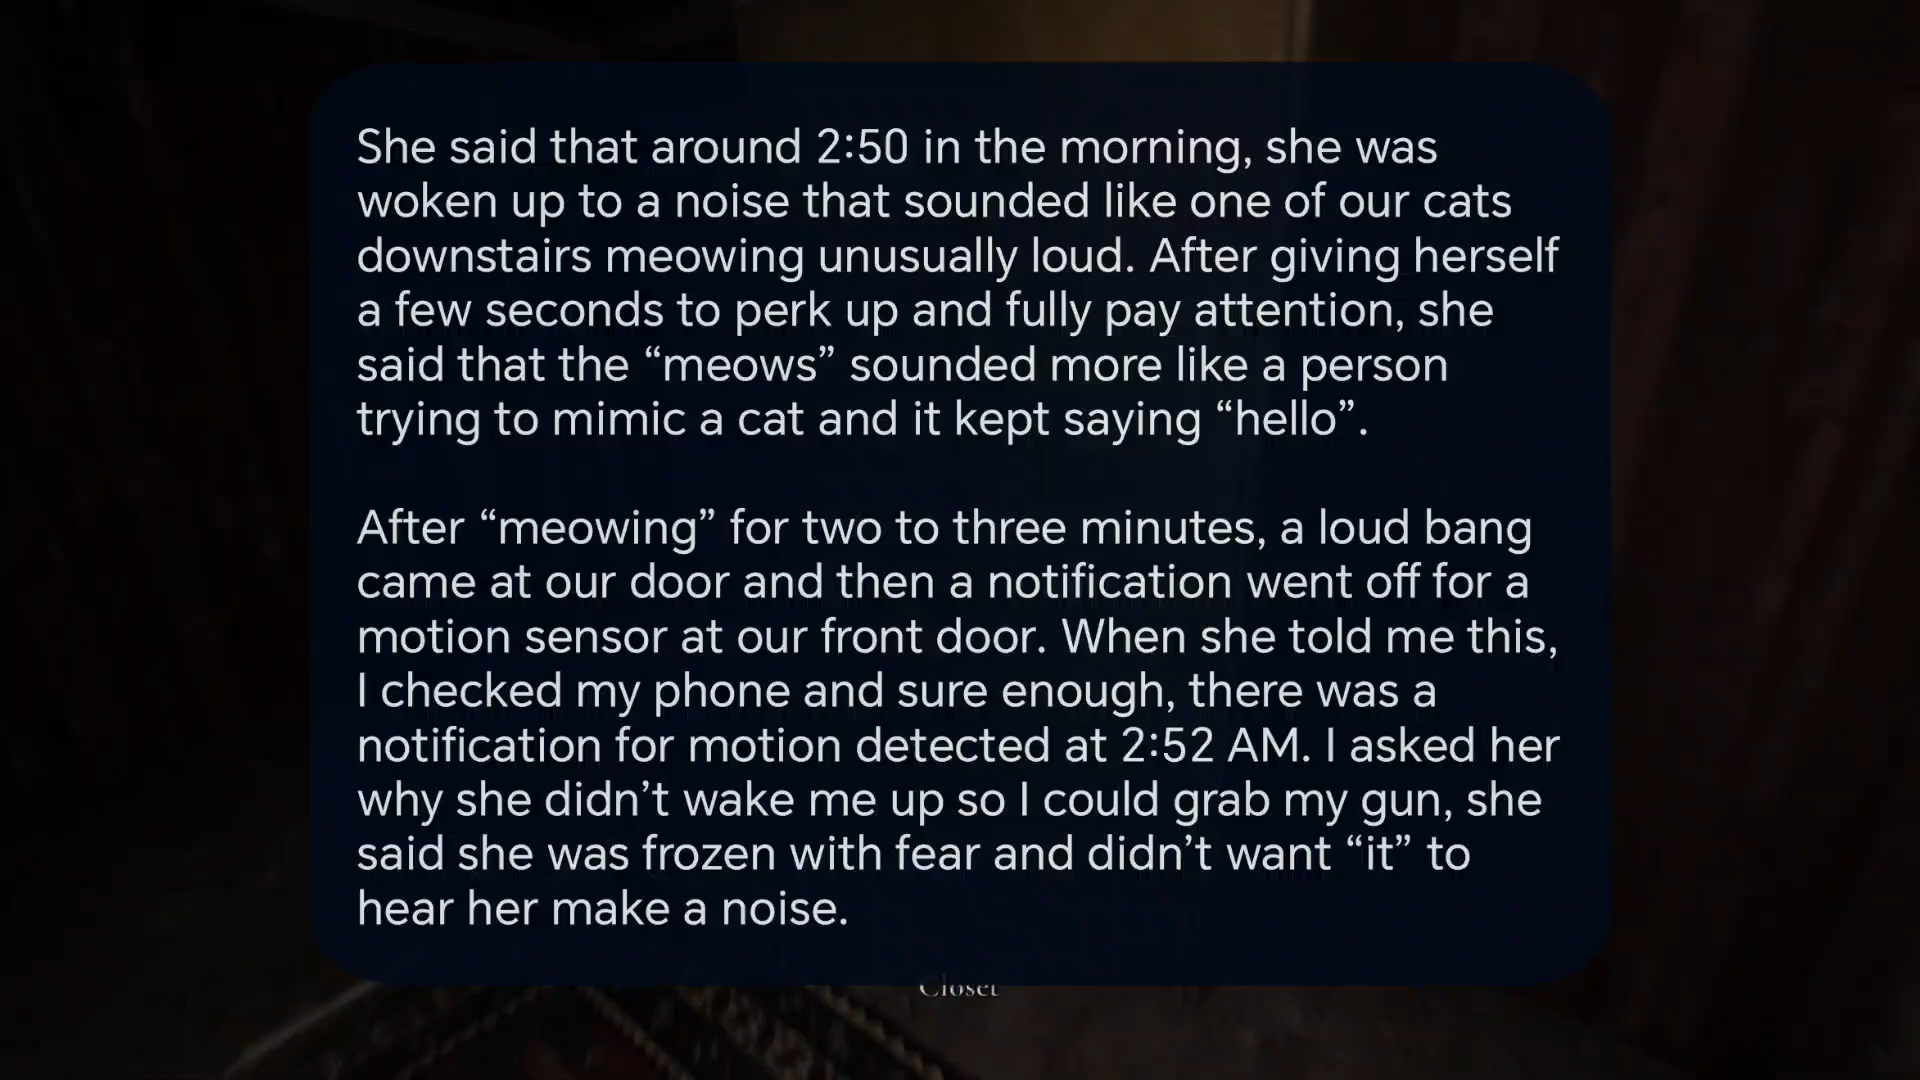 She said that around 2:50 in the morning, she was
woken up to a noise that sounded like one of our cats
downstairs meowing unusually loud. After giving herself
a few seconds to perk up and fully pay attention, she
said that the “meows” sounded more like a person
trying to mimic a cat and it kept saying “hello”.
After “meowing” for two to three minutes, a loud bang
came at our door and then a notification went off for a
motion sensor at our front door. When she told me this,
I checked my phone and sure enough, there was a
notification for motion detected at 2:52 AM. I asked her
why she didn’t wake me up so I could grab my gun, she
said she was frozen with fear and didn’t want “it” to
hear her make a noise.
Closet